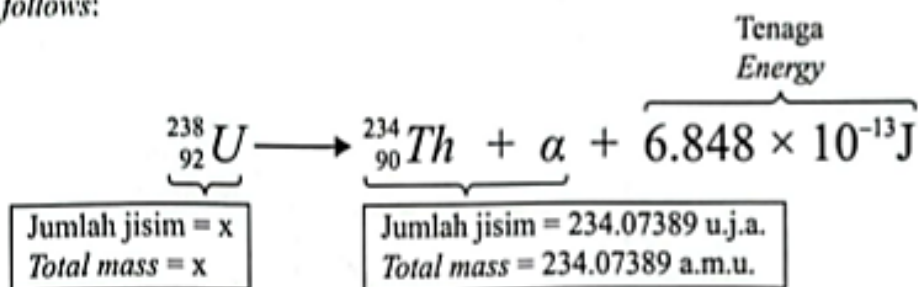 follows:
Tenaga
Energy
²³⁸₉₂U ⟶ ²³⁴₉₀Th + α + 6.848 × 10⁻¹³J
Jumlah jisim = x
Total mass = x
Jumlah jisim = 234.07389 u.j.a.
Total mass = 234.07389 a.m.u.